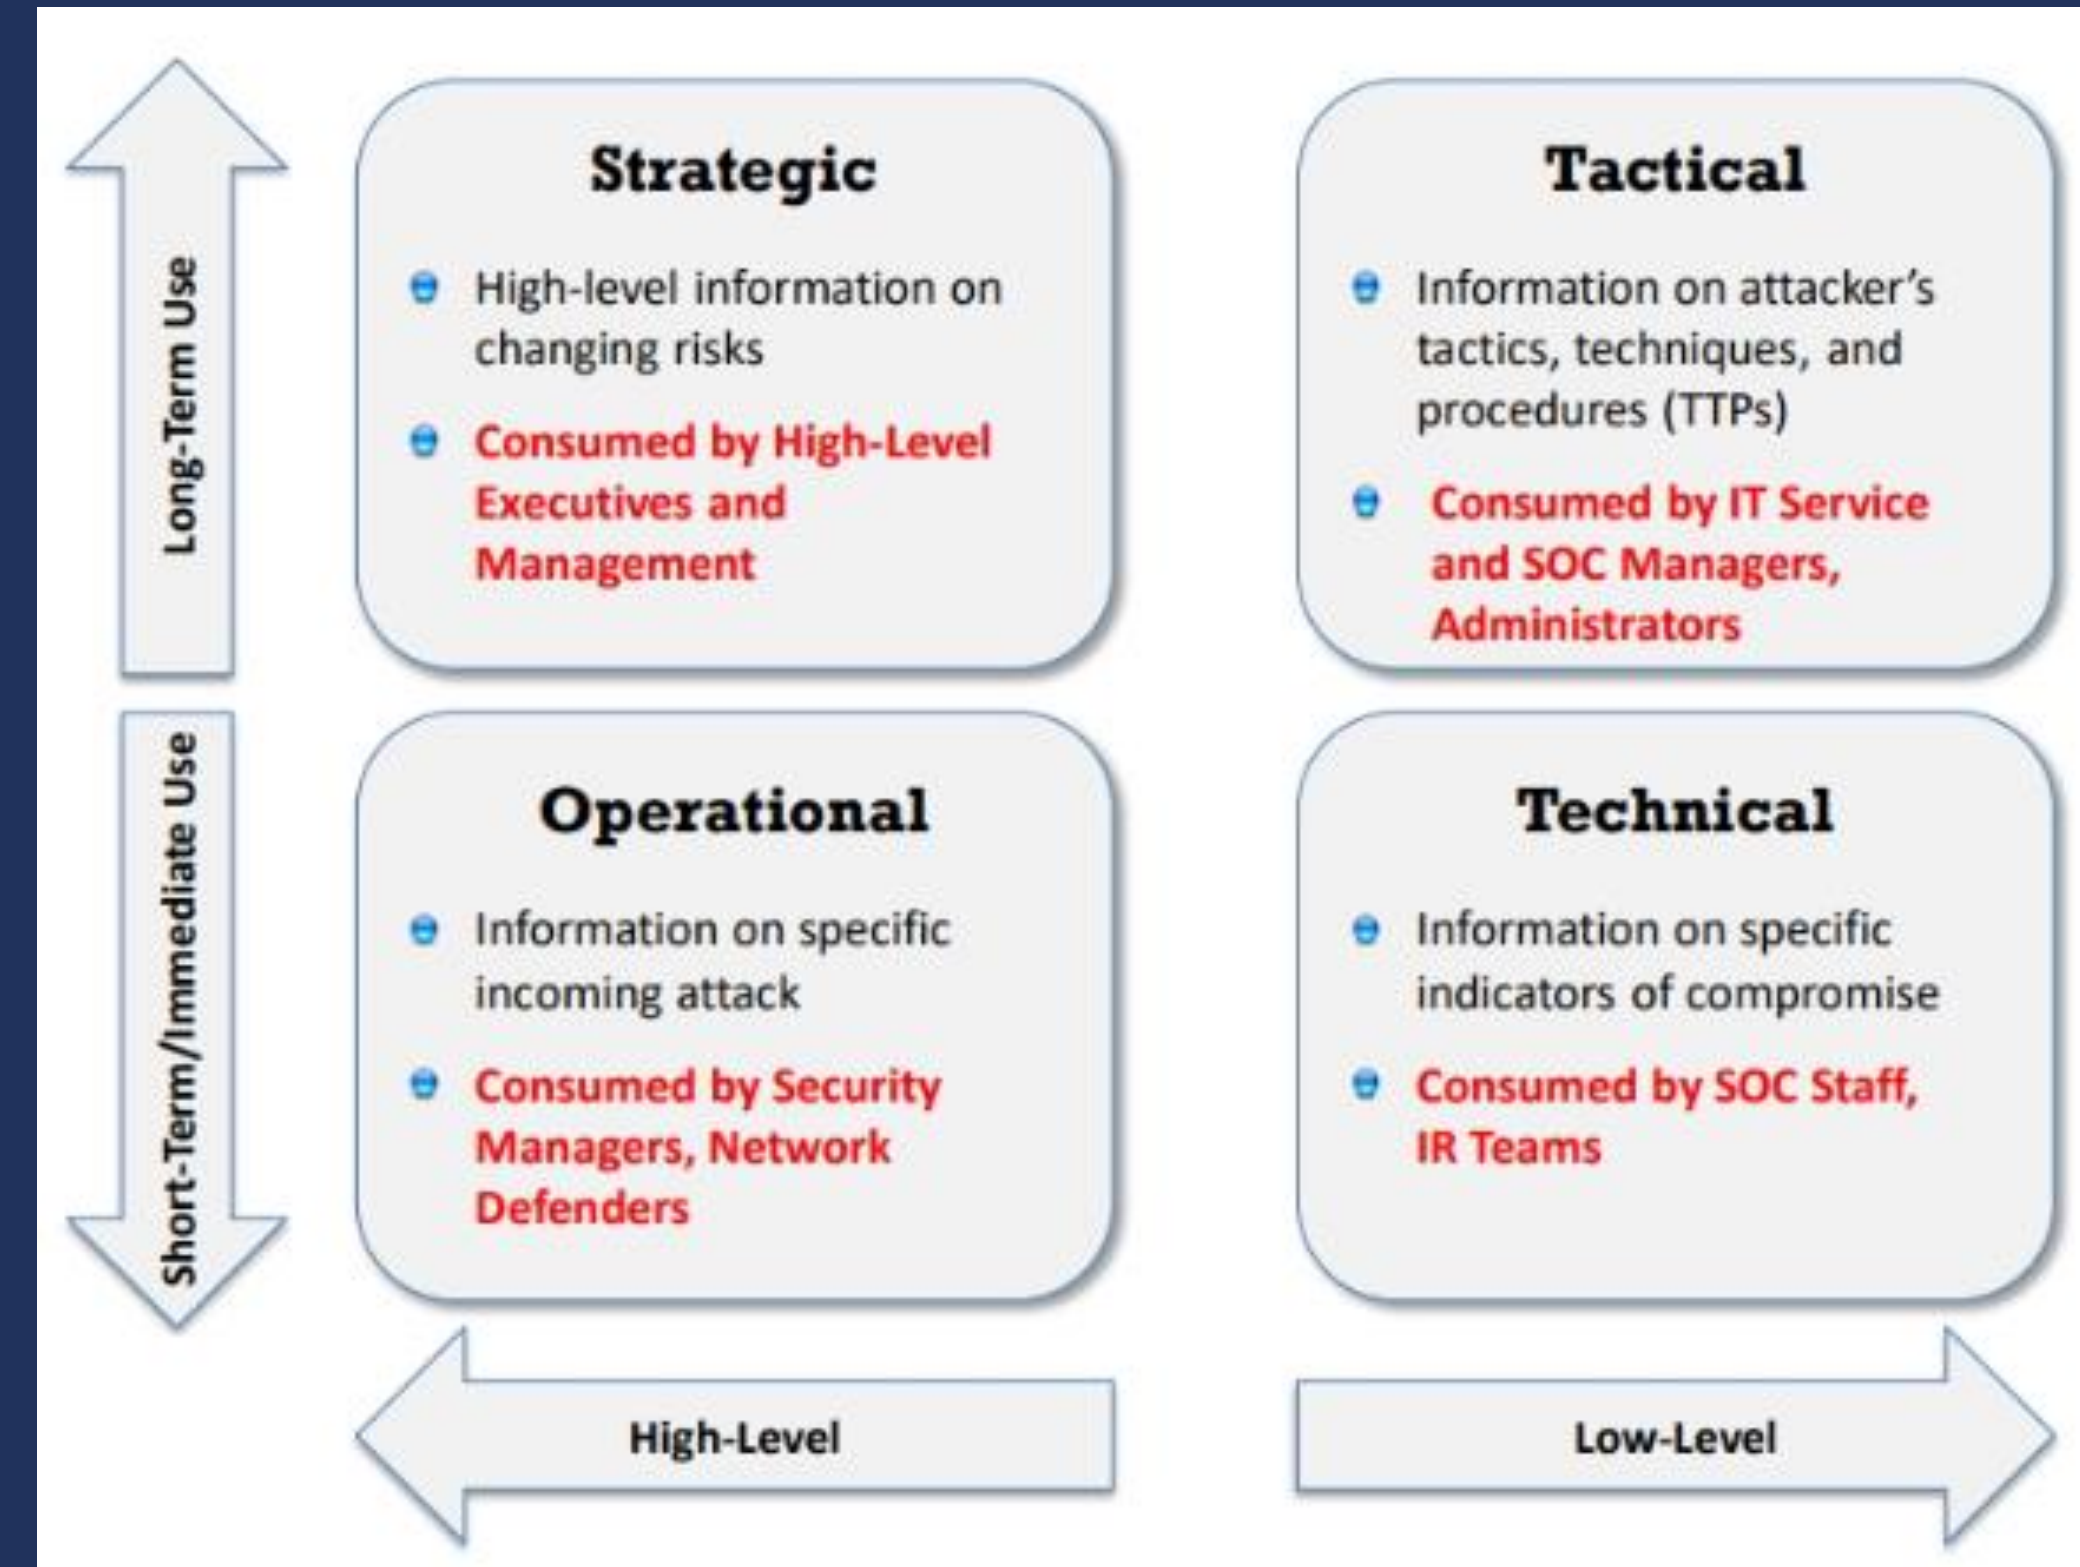 Long-Term Use
Strategic
High-level information on
changing risks
Consumed by High-Level
Executives and
Management
Tactical
Information on attacker's
tactics, techniques, and
procedures (TTPs)
Consumed by IT Service
and SOC Managers,
Administrators
Short-Term/Immediate Use
Operational
Information on specific
incoming attack
Consumed by Security
Managers, Network
Defenders
Technical
Information on specific
indicators of compromise
Consumed by SOC Staff,
IR Teams
High-Level
Low-Level